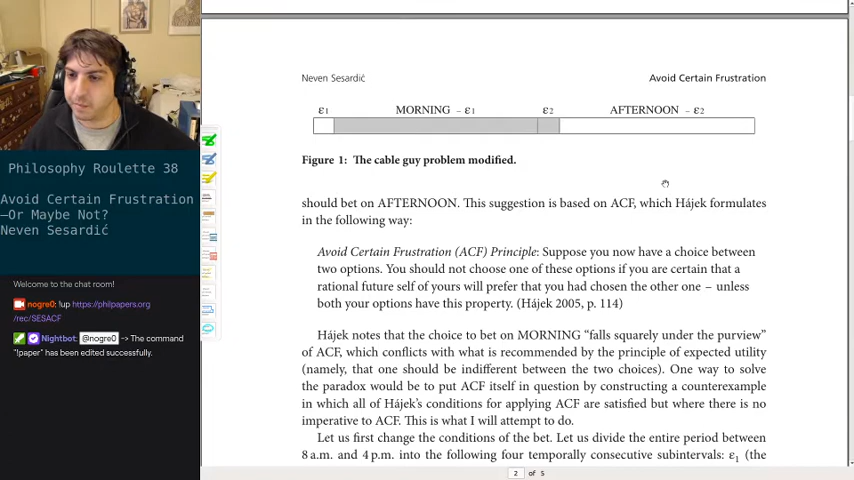 Philosophy Roulette 38
Avoid Certain Frustration
—Or Maybe Not?
Neven Sesardić
Welcome to the chat room!
nogre0: !up https://philpapers.org
/rec/SESACF
Nightbot: @nogre0 -> The command
"!paper" has been edited successfully.
Neven Sesardić
Avoid Certain Frustration
ε1 MORNING – ε1 ε2 AFTERNOON – ε2
Figure 1: The cable guy problem modified.
should bet on AFTERNOON. This suggestion is based on ACF, which Hájek formulates
in the following way:
Avoid Certain Frustration (ACF) Principle: Suppose you now have a choice between
two options. You should not choose one of these options if you are certain that a
rational future self of yours will prefer that you had chosen the other one – unless
both your options have this property. (Hájek 2005, p. 114)
Hájek notes that the choice to bet on MORNING “falls squarely under the purview”
of ACF, which conflicts with what is recommended by the principle of expected utility
(namely, that one should be indifferent between the two choices). One way to solve
the paradox would be to put ACF itself in question by constructing a counterexample
in which all of Hájek’s conditions for applying ACF are satisfied but where there is no
imperative to ACF. This is what I will attempt to do.
Let us first change the conditions of the bet. Let us divide the entire period between
8 a.m. and 4 p.m. into the following four temporally consecutive subintervals: ε1 (the
2 of 5